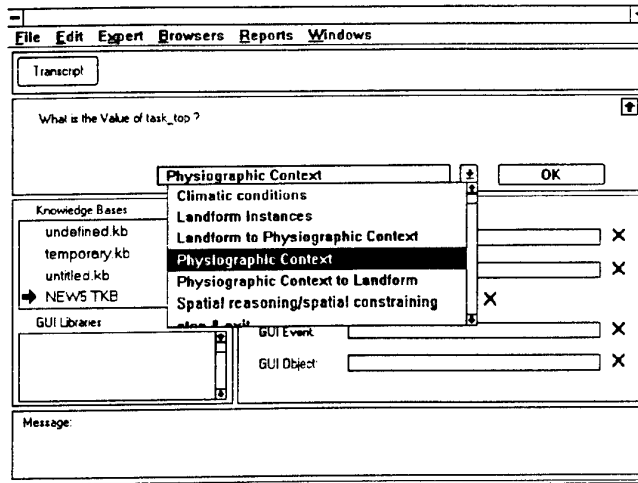 File Edit Expert Browsers Reports Windows
Transcript
What is the Value of task_top ?
Physiographic Context
OK
Climatic conditions
Landform Instances
Landform to Physiographic Context
Physiographic Context
Physiographic Context to Landform
Spatial reasoning/spatial constraining
Knowledge Bases
undefined.kb
temporary.kb
untitled.kb
NEWS TKB
GUI Libraries
GUI Event:
GUI Object:
Message: